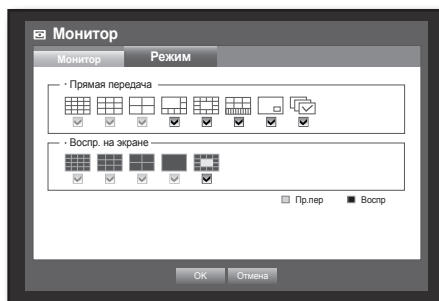 Монитор
Монитор Режим
· Прямая передача
· Воспр. на экране
Пр.пер Воспр
OK Отмена